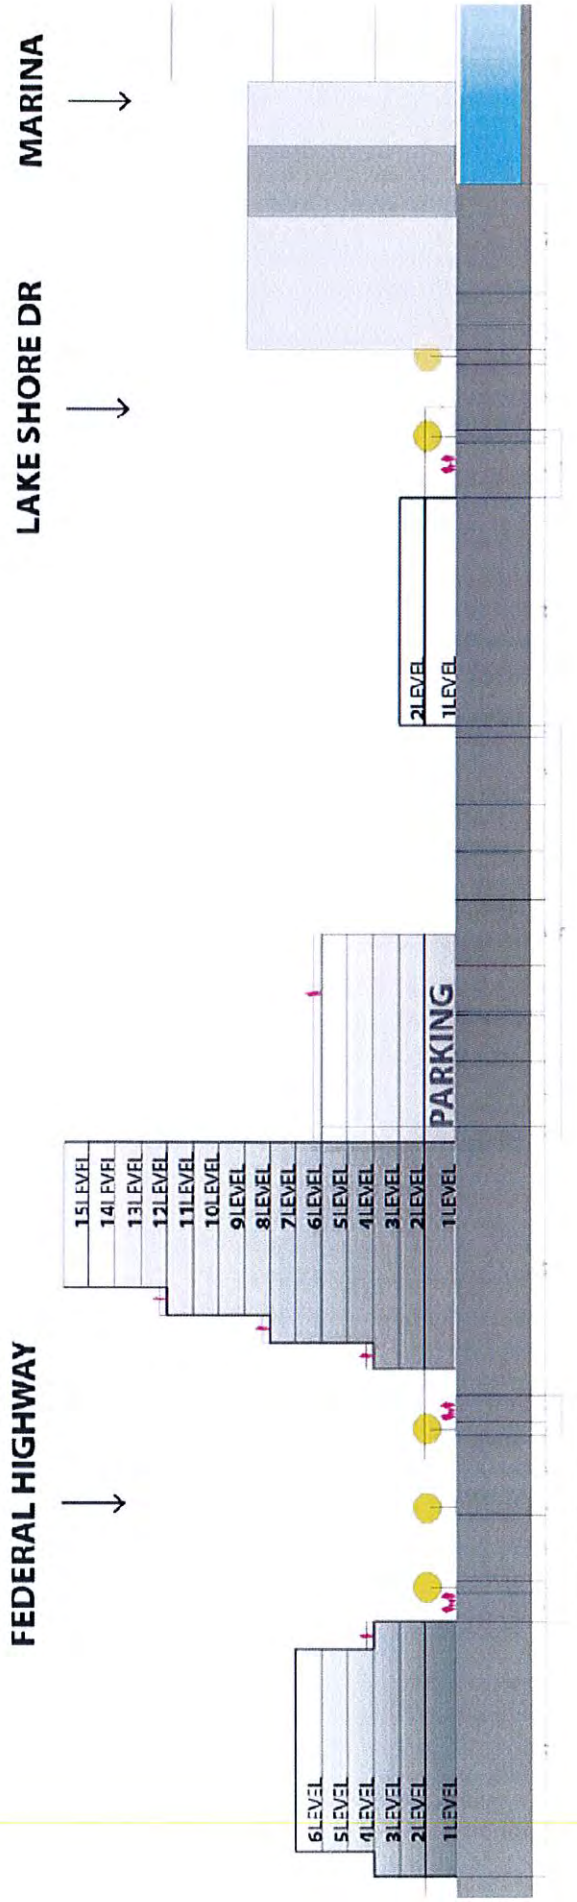 FEDERAL HIGHWAY
LAKE SHORE DR
MARINA
6LEVEL
5LEVEL
4LEVEL
3LEVEL
2LEVEL
1LEVEL
15LEVEL
14LEVEL
13LEVEL
12LEVEL
11LEVEL
10LEVEL
9LEVEL
8LEVEL
7LEVEL
6LEVEL
5LEVEL
4LEVEL
3LEVEL
2LEVEL
1LEVEL
PARKING
2LEVEL
1LEVEL